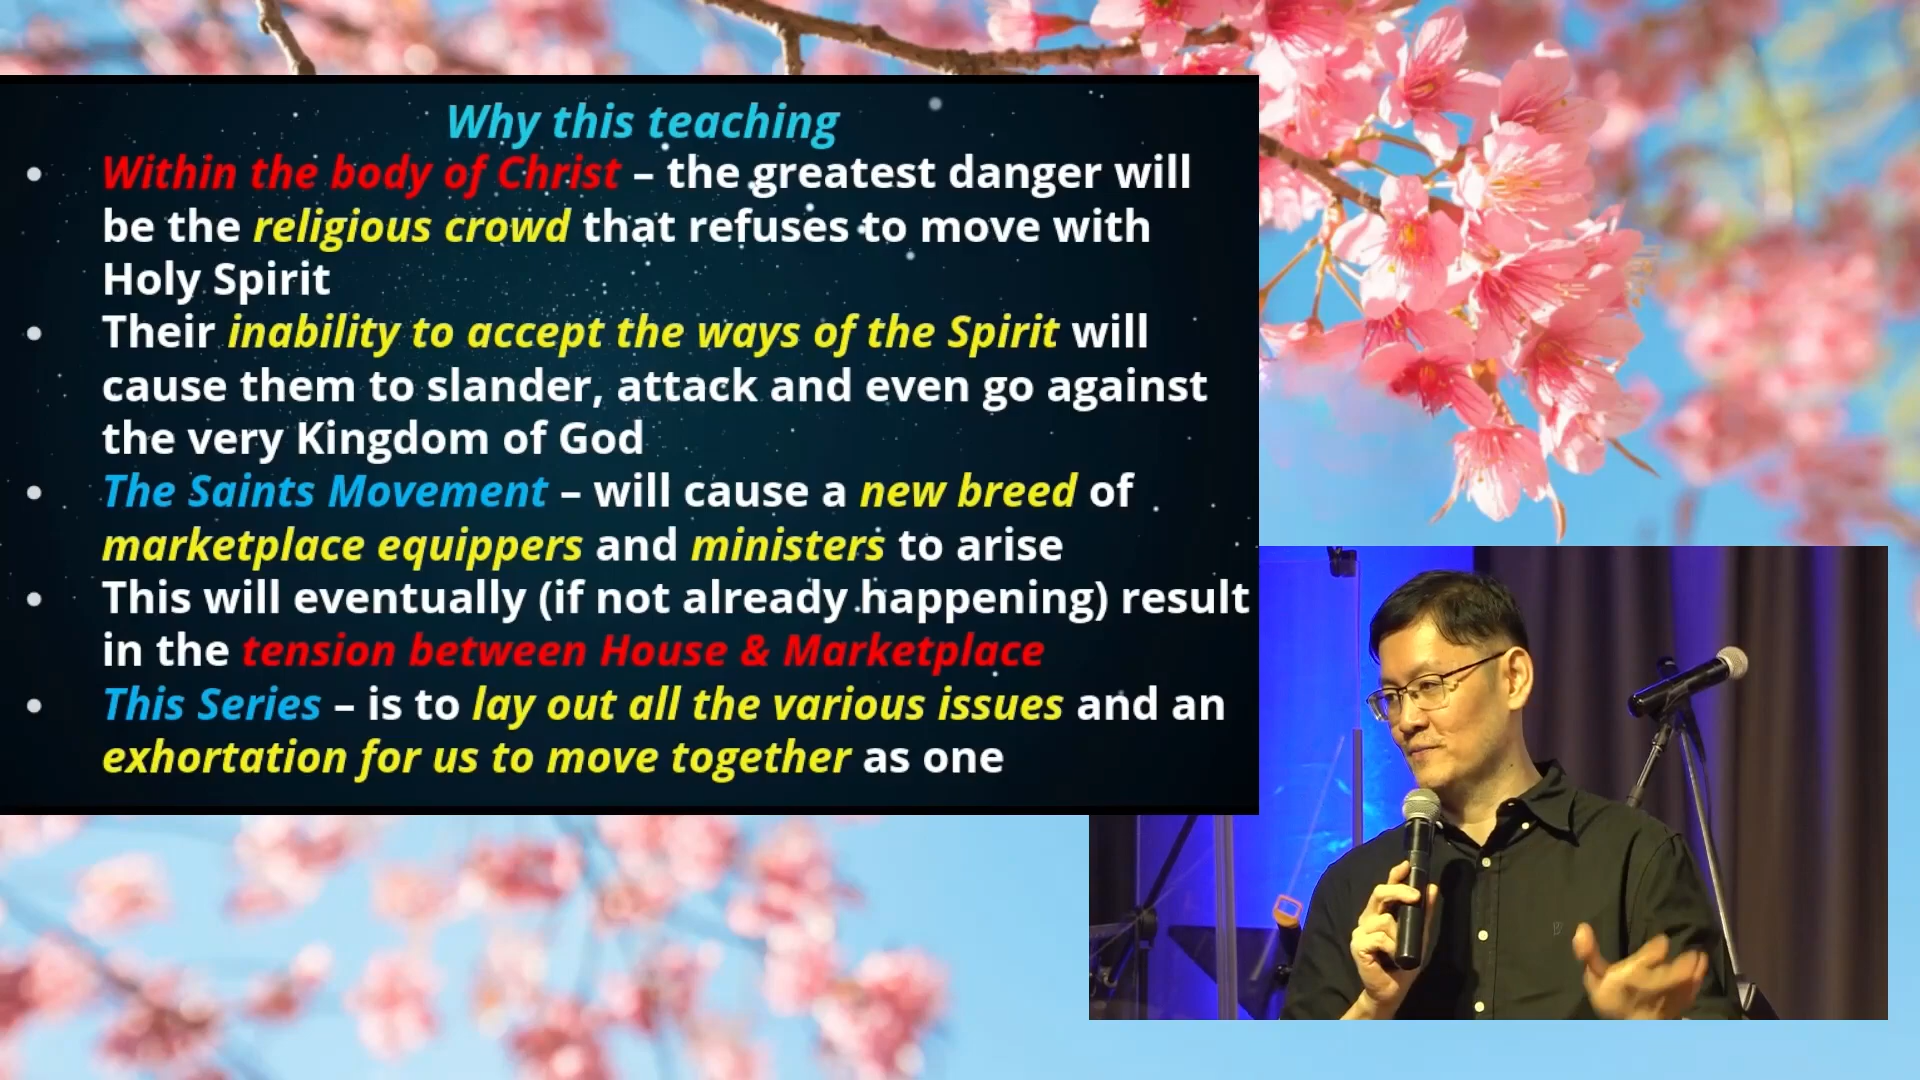 Why this teaching
• Within the body of Christ – the greatest danger will
be the religious crowd that refuses to move with
Holy Spirit
• Their inability to accept the ways of the Spirit will
cause them to slander, attack and even go against
the very Kingdom of God
• The Saints Movement – will cause a new breed of
marketplace equippers and ministers to arise
• This will eventually (if not already happening) result
in the tension between House & Marketplace
• This Series – is to lay out all the various issues and an
exhortation for us to move together as one